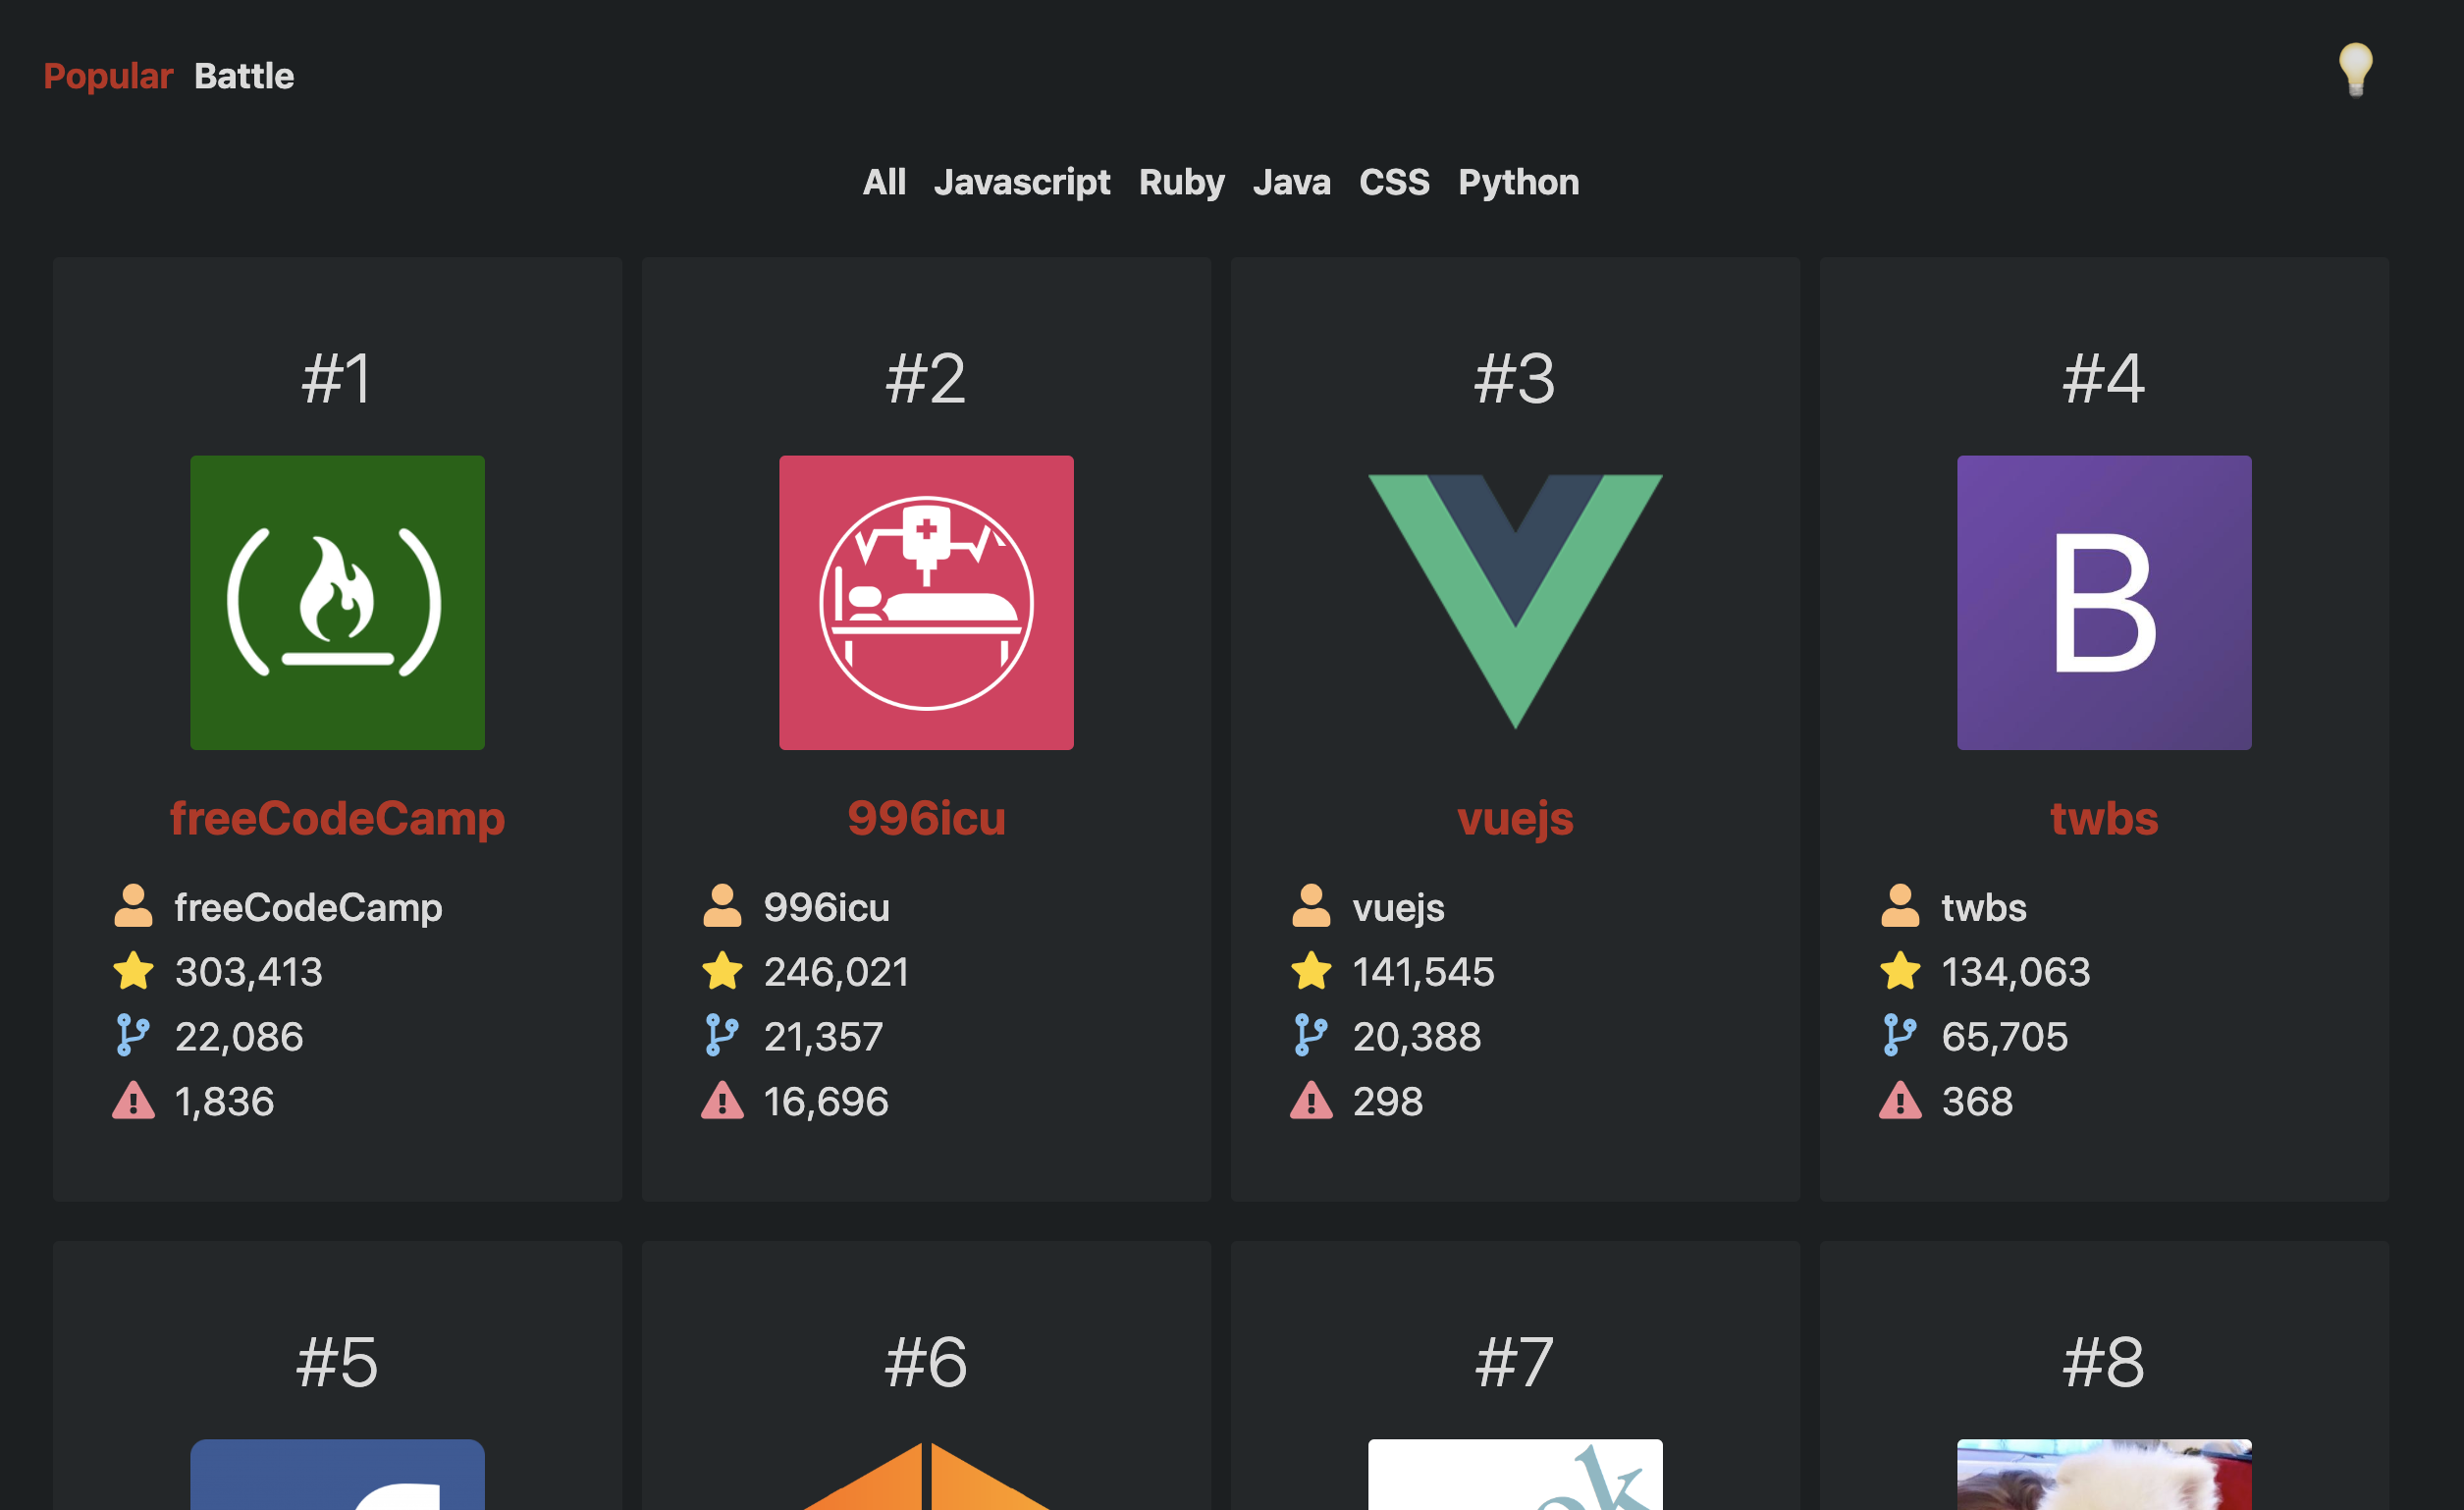 Popular Battle
All Javascript Ruby Java CSS Python
#1
#2
#3
#4
B
freeCodeCamp
996icu
vuejs
twbs
freeCodeCamp
303,413
22,086
1,836
996icu
246,021
21,357
16,696
vuejs
141,545
20,388
298
twbs
134,063
65,705
368
#5
#6
#7
#8